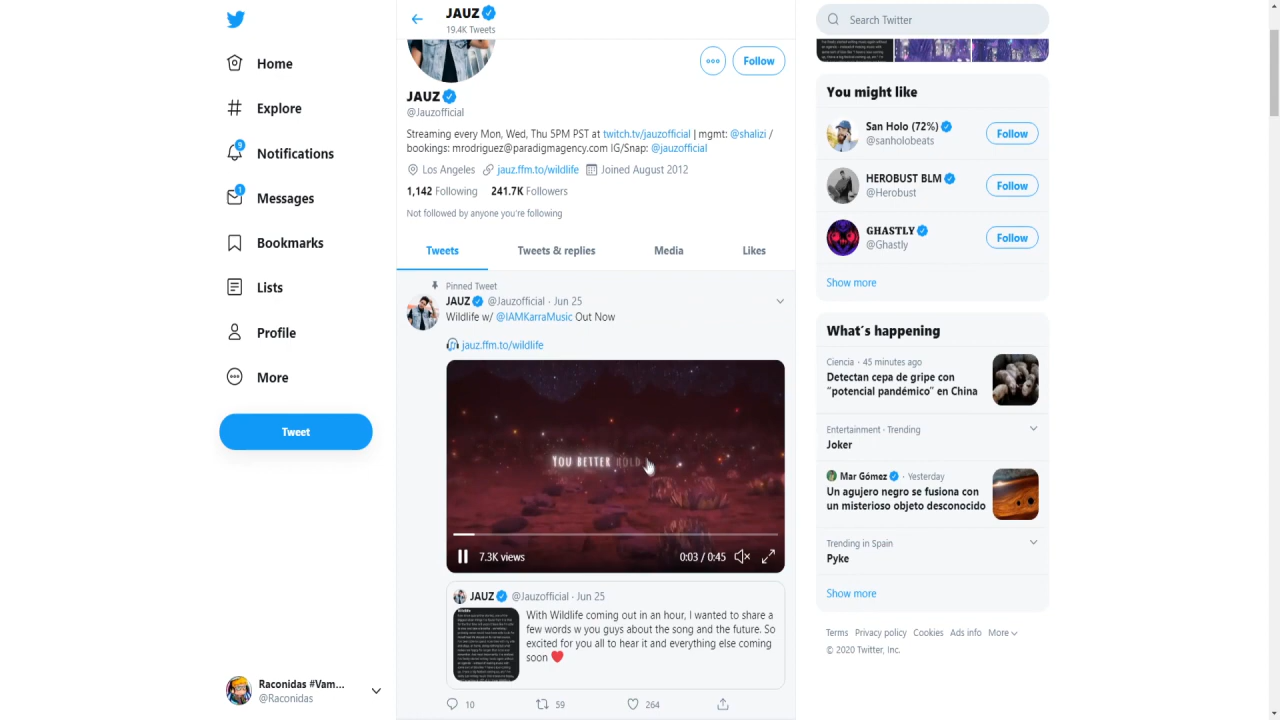 Home
Explore
9
Notifications
1
Messages
Bookmarks
Lists
Profile
More
Tweet
Raconidas #Vam...
@Raconidas
JAUZ
19.4K Tweets
Follow
JAUZ
@Jauzofficial
Streaming every Mon, Wed, Thu 5PM PST at twitch.tv/jauzofficial | mgmt: @shalizi /
bookings: mrodriguez@paradigmagency.com IG/Snap: @jauzofficial
Los Angeles jauz.ffm.to/wildlife Joined August 2012
1,142 Following 241.7K Followers
Not followed by anyone you're following
Tweets Tweets & replies Media Likes
Pinned Tweet
JAUZ @Jauzofficial · Jun 25
Wildlife w/ @IAMKarraMusic Out Now
jauz.ffm.to/wildlife
YOU BETTER HOLD
7.3K views 0:03 / 0:45
JAUZ @Jauzofficial · Jun 25
With Wildlife coming out in an hour, I wanted to share a
few words w you guys about the song and the future. So
excited for you all to hear this and everything coming
soon
10 59 264
Search Twitter
You might like
San Holo (72%)
@sanholobeats
Follow
HEROBUST BLM
@Herobust
Follow
GHASTLY
@Ghastly
Follow
Show more
What's happening
Ciencia · 45 minutes ago
Detectan cepa de gripe con
"potencial pandémico" en China
Entertainment · Trending
Joker
Mar Gómez · Yesterday
Un agujero negro se fusiona con
un misterioso objeto desconocido
Trending in Spain
Pyke
Show more
Terms Privacy policy Cookies Ads info More
© 2020 Twitter, Inc.